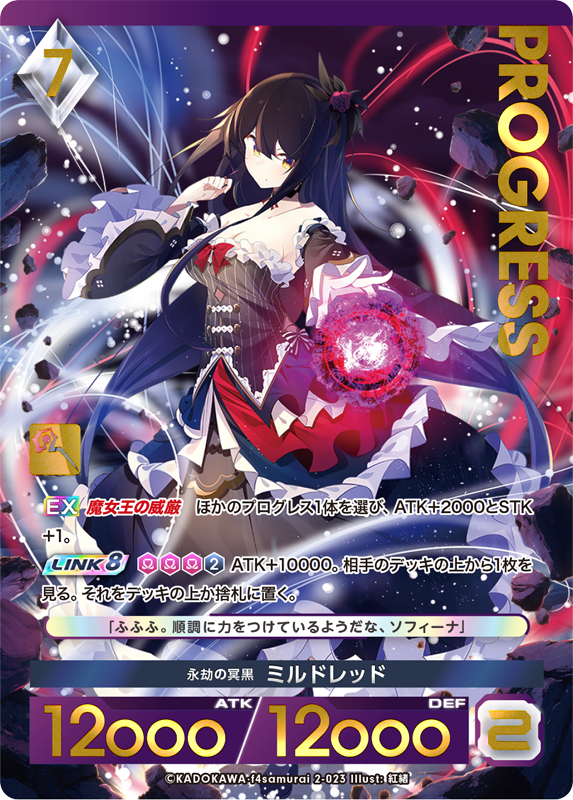 7
PROGRESS
EX 魔女王の威厳 ほかのプログレス1体を選び、ATK+2000とSTK
+1。
LINK 8 Ω Ω Ω 2 ATK+10000。相手のデッキの上から1枚を
見る。それをデッキの上か捨札に置く。
「ふふふ。順調に力をつけているようだな、ソフィーナ」
永劫の冥黒 ミルドレッド
ATK DEF
12000/12000 2
©KADOKAWA-f4samurai 2-023 Illust: 紅緒